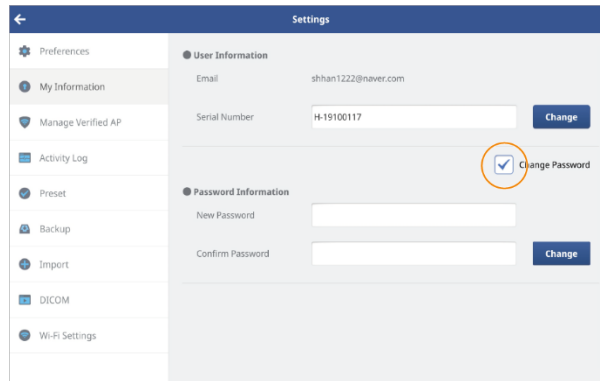 Settings
Preferences
My Information
Manage Verified AP
Activity Log
Preset
Backup
Import
DICOM
Wi-Fi Settings
User Information
Email shhan1222@naver.com
Serial Number H-19100117 Change
Change Password
Password Information
New Password
Confirm Password Change